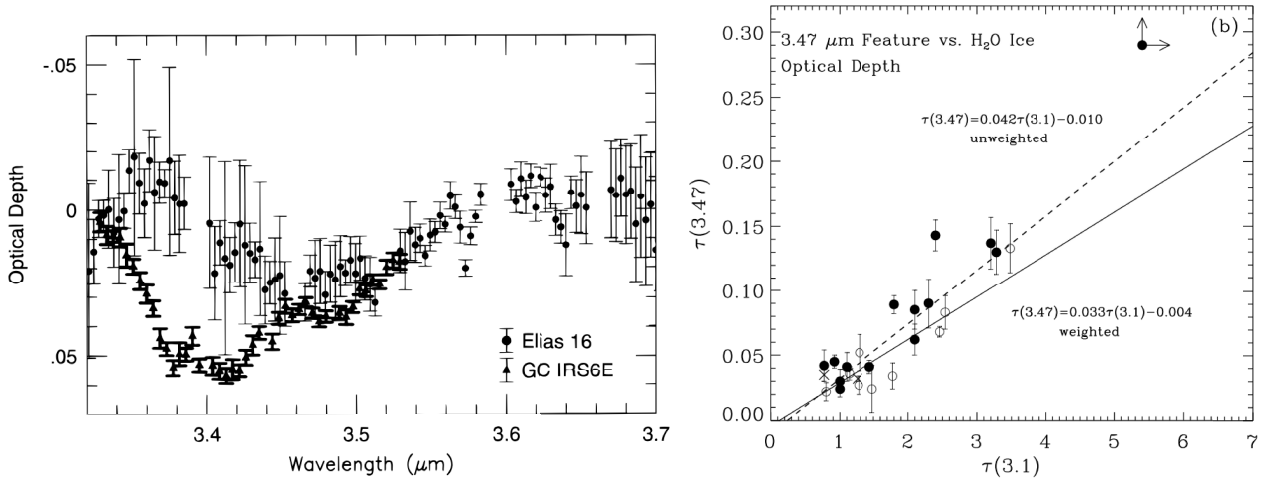 -.05
0
.05
Optical Depth
Elias 16
GC IRS6E
3.4
3.5
3.6
3.7
Wavelength (μm)
(b)
3.47 μm Feature vs. H₂O Ice
Optical Depth
τ(3.47)=0.042τ(3.1)−0.010
unweighted
τ(3.47)=0.033τ(3.1)−0.004
weighted
0.30
0.25
0.20
0.15
0.10
0.05
0.00
τ(3.47)
0
1
2
3
4
5
6
7
τ(3.1)